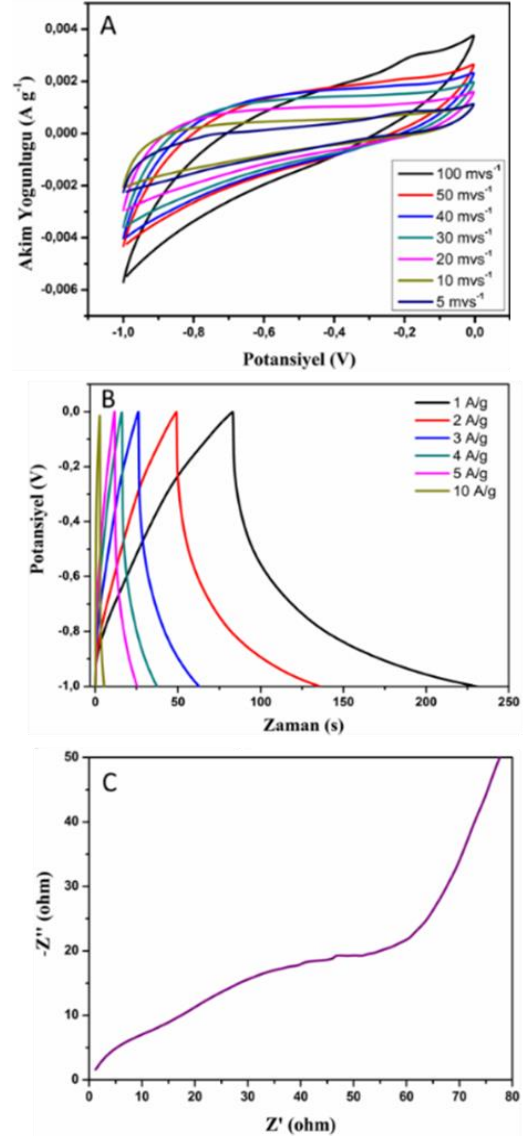 A
0,004
0,002
0,000
-0,002
-0,004
-0,006
Akim Yogunlugu (A g⁻¹)
100 mvs⁻¹
50 mvs⁻¹
40 mvs⁻¹
30 mvs⁻¹
20 mvs⁻¹
10 mvs⁻¹
5 mvs⁻¹
-1,0 -0,8 -0,6 -0,4 -0,2 0,0
Potansiyel (V)
B
0,0
-0,2
-0,4
-0,6
-0,8
-1,0
Potansiyel (V)
1 A/g
2 A/g
3 A/g
4 A/g
5 A/g
10 A/g
0 50 100 150 200 250
Zaman (s)
C
50
40
30
20
10
0
-Z'' (ohm)
0 10 20 30 40 50 60 70 80
Z' (ohm)